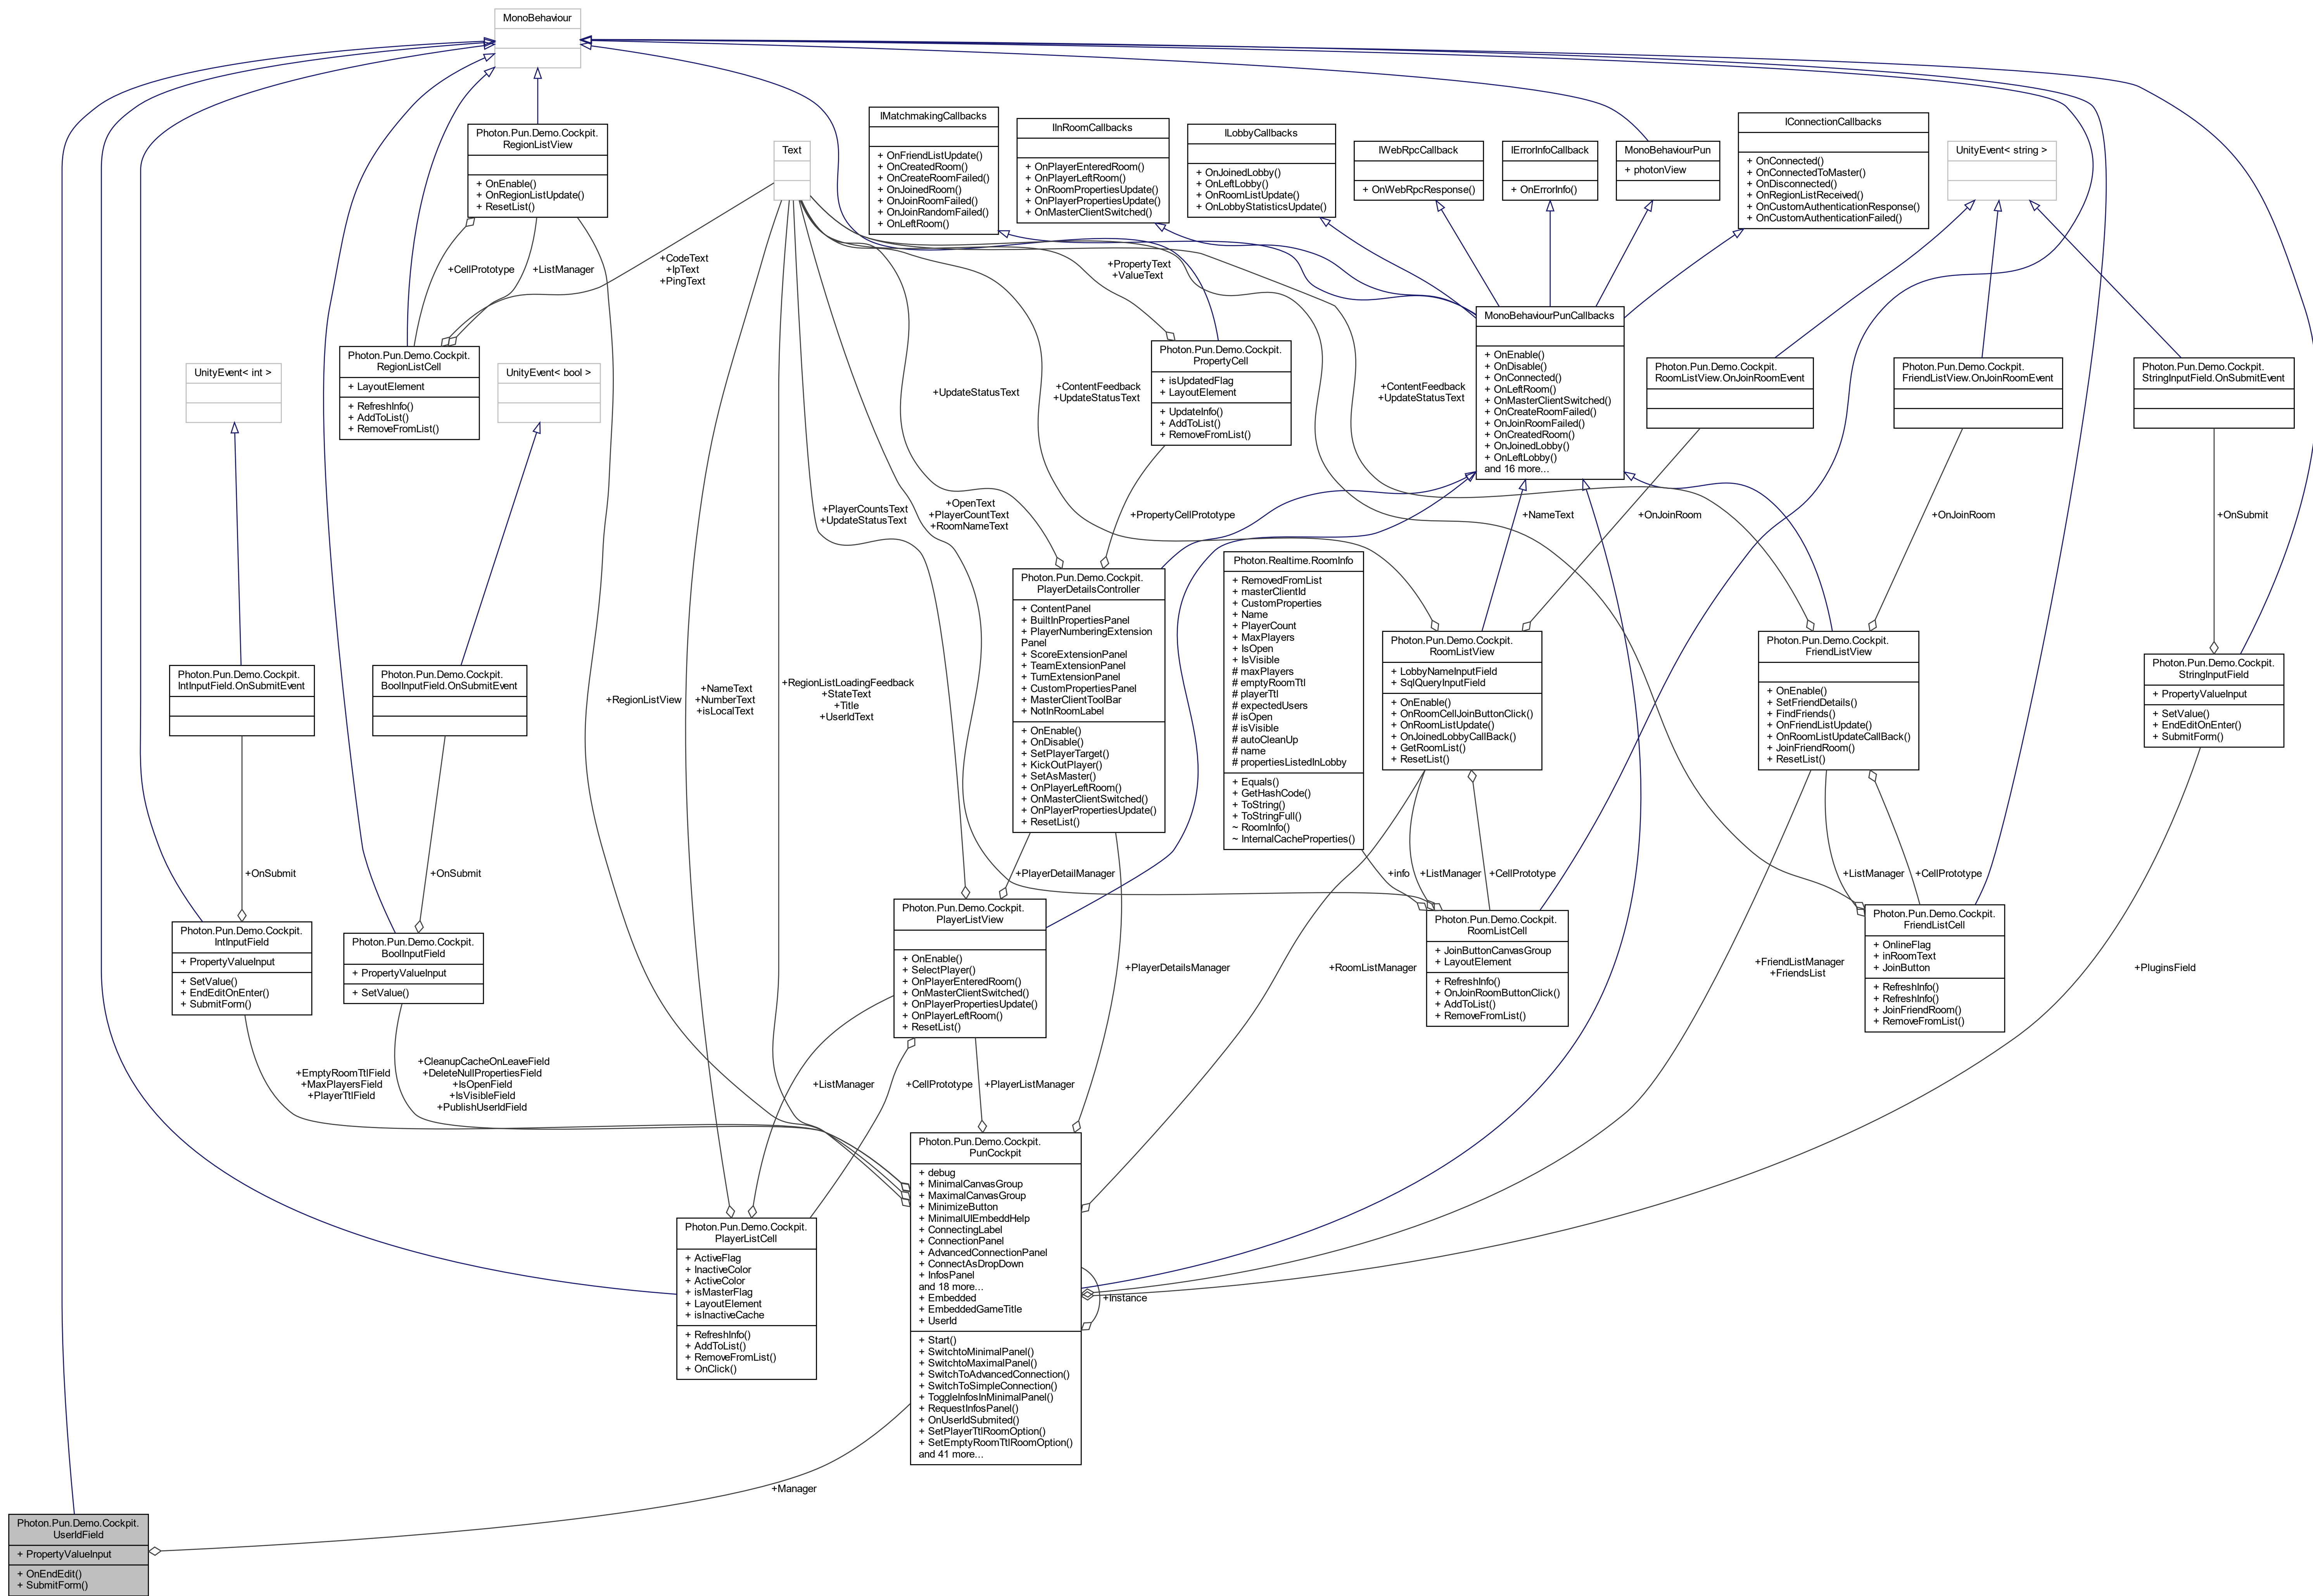 MonoBehaviour
Photon.Pun.Demo.Cockpit.
RegionListView
+ OnEnable()
+ OnRegionListUpdate()
+ ResetList()
Text
IMatchmakingCallbacks
+ OnFriendListUpdate()
+ OnCreatedRoom()
+ OnCreateRoomFailed()
+ OnJoinedRoom()
+ OnJoinRoomFailed()
+ OnJoinRandomFailed()
+ OnLeftRoom()
IInRoomCallbacks
+ OnPlayerEnteredRoom()
+ OnPlayerLeftRoom()
+ OnRoomPropertiesUpdate()
+ OnPlayerPropertiesUpdate()
+ OnMasterClientSwitched()
ILobbyCallbacks
+ OnJoinedLobby()
+ OnLeftLobby()
+ OnRoomListUpdate()
+ OnLobbyStatisticsUpdate()
IWebRpcCallback
+ OnWebRpcResponse()
IErrorInfoCallback
+ OnErrorInfo()
MonoBehaviourPun
+ photonView
IConnectionCallbacks
+ OnConnected()
+ OnConnectedToMaster()
+ OnDisconnected()
+ OnRegionListReceived()
+ OnCustomAuthenticationResponse()
+ OnCustomAuthenticationFailed()
UnityEvent< string >
+CellPrototype
+ListManager
+CodeText
+IpText
+PingText
+PropertyText
+ValueText
UnityEvent< int >
Photon.Pun.Demo.Cockpit.
RegionListCell
+ LayoutElement
+ RefreshInfo()
+ AddToList()
+ RemoveFromList()
UnityEvent< bool >
+UpdateStatusText
+ContentFeedback
+UpdateStatusText
Photon.Pun.Demo.Cockpit.
PropertyCell
+ isUpdatedFlag
+ LayoutElement
+ UpdateInfo()
+ AddToList()
+ RemoveFromList()
+ContentFeedback
+UpdateStatusText
MonoBehaviourPunCallbacks
+ OnEnable()
+ OnDisable()
+ OnConnected()
+ OnLeftRoom()
+ OnMasterClientSwitched()
+ OnCreateRoomFailed()
+ OnJoinRoomFailed()
+ OnCreatedRoom()
+ OnJoinedLobby()
+ OnLeftLobby()
and 16 more...
Photon.Pun.Demo.Cockpit.
RoomListView.OnJoinRoomEvent
Photon.Pun.Demo.Cockpit.
FriendListView.OnJoinRoomEvent
Photon.Pun.Demo.Cockpit.
StringInputField.OnSubmitEvent
+PlayerCountsText
+UpdateStatusText
+OpenText
+PlayerCountText
+RoomNameText
+PropertyCellPrototype
+NameText
+OnJoinRoom
+OnJoinRoom
+OnSubmit
Photon.Pun.Demo.Cockpit.
IntInputField.OnSubmitEvent
Photon.Pun.Demo.Cockpit.
BoolInputField.OnSubmitEvent
+RegionListView
+NameText
+NumberText
+isLocalText
+RegionListLoadingFeedback
+StateText
+Title
+UserIdText
Photon.Pun.Demo.Cockpit.
PlayerDetailsController
+ ContentPanel
+ BuiltInPropertiesPanel
+ PlayerNumberingExtension
Panel
+ ScoreExtensionPanel
+ TeamExtensionPanel
+ TurnExtensionPanel
+ CustomPropertiesPanel
+ MasterClientToolBar
+ NotInRoomLabel
+ OnEnable()
+ OnDisable()
+ SetPlayerTarget()
+ KickOutPlayer()
+ SetAsMaster()
+ OnPlayerLeftRoom()
+ OnMasterClientSwitched()
+ OnPlayerPropertiesUpdate()
+ ResetList()
Photon.Realtime.RoomInfo
+ RemovedFromList
+ masterClientId
+ CustomProperties
+ Name
+ PlayerCount
+ MaxPlayers
+ IsOpen
+ IsVisible
# maxPlayers
# emptyRoomTtl
# playerTtl
# expectedUsers
# isOpen
# isVisible
# autoCleanUp
# name
# propertiesListedInLobby
+ Equals()
+ GetHashCode()
+ ToString()
+ ToStringFull()
~ RoomInfo()
~ InternalCacheProperties()
Photon.Pun.Demo.Cockpit.
RoomListView
+ LobbyNameInputField
+ SqlQueryInputField
+ OnEnable()
+ OnRoomCellJoinButtonClick()
+ OnRoomListUpdate()
+ OnJoinedLobbyCallBack()
+ GetRoomList()
+ ResetList()
Photon.Pun.Demo.Cockpit.
FriendListView
+ OnEnable()
+ SetFriendDetails()
+ FindFriends()
+ OnFriendListUpdate()
+ OnRoomListUpdateCallBack()
+ JoinFriendRoom()
+ ResetList()
Photon.Pun.Demo.Cockpit.
StringInputField
+ PropertyValueInput
+ SetValue()
+ EndEditOnEnter()
+ SubmitForm()
+OnSubmit
+OnSubmit
+PlayerDetailManager
+info
+ListManager
+CellPrototype
+ListManager
+CellPrototype
Photon.Pun.Demo.Cockpit.
IntInputField
+ PropertyValueInput
+ SetValue()
+ EndEditOnEnter()
+ SubmitForm()
Photon.Pun.Demo.Cockpit.
BoolInputField
+ PropertyValueInput
+ SetValue()
Photon.Pun.Demo.Cockpit.
PlayerListView
+ OnEnable()
+ SelectPlayer()
+ OnPlayerEnteredRoom()
+ OnMasterClientSwitched()
+ OnPlayerPropertiesUpdate()
+ OnPlayerLeftRoom()
+ ResetList()
+PlayerDetailsManager
+RoomListManager
Photon.Pun.Demo.Cockpit.
RoomListCell
+ JoinButtonCanvasGroup
+ LayoutElement
+ RefreshInfo()
+ OnJoinRoomButtonClick()
+ AddToList()
+ RemoveFromList()
+FriendListManager
+FriendsList
Photon.Pun.Demo.Cockpit.
FriendListCell
+ OnlineFlag
+ inRoomText
+ JoinButton
+ RefreshInfo()
+ RefreshInfo()
+ JoinFriendRoom()
+ RemoveFromList()
+PluginsField
+EmptyRoomTtlField
+MaxPlayersField
+PlayerTtlField
+CleanupCacheOnLeaveField
+DeleteNullPropertiesField
+IsOpenField
+IsVisibleField
+PublishUserIdField
+ListManager
+CellPrototype
+PlayerListManager
Photon.Pun.Demo.Cockpit.
PlayerListCell
+ ActiveFlag
+ InactiveColor
+ ActiveColor
+ isMasterFlag
+ LayoutElement
+ isInactiveCache
+ RefreshInfo()
+ AddToList()
+ RemoveFromList()
+ OnClick()
Photon.Pun.Demo.Cockpit.
PunCockpit
+ debug
+ MinimalCanvasGroup
+ MaximalCanvasGroup
+ MinimizeButton
+ MinimalUIEmbeddHelp
+ ConnectingLabel
+ ConnectionPanel
+ AdvancedConnectionPanel
+ ConnectAsDropDown
+ InfosPanel
and 18 more...
+ Embedded
+ EmbeddedGameTitle
+ UserId
+ Start()
+ SwitchtoMinimalPanel()
+ SwitchtoMaximalPanel()
+ SwitchToAdvancedConnection()
+ SwitchToSimpleConnection()
+ ToggleInfosInMinimalPanel()
+ RequestInfosPanel()
+ OnUserIdSubmited()
+ SetPlayerTtlRoomOption()
+ SetEmptyRoomTtlRoomOption()
and 41 more...
+Instance
+Manager
Photon.Pun.Demo.Cockpit.
UserIdField
+ PropertyValueInput
+ OnEndEdit()
+ SubmitForm()